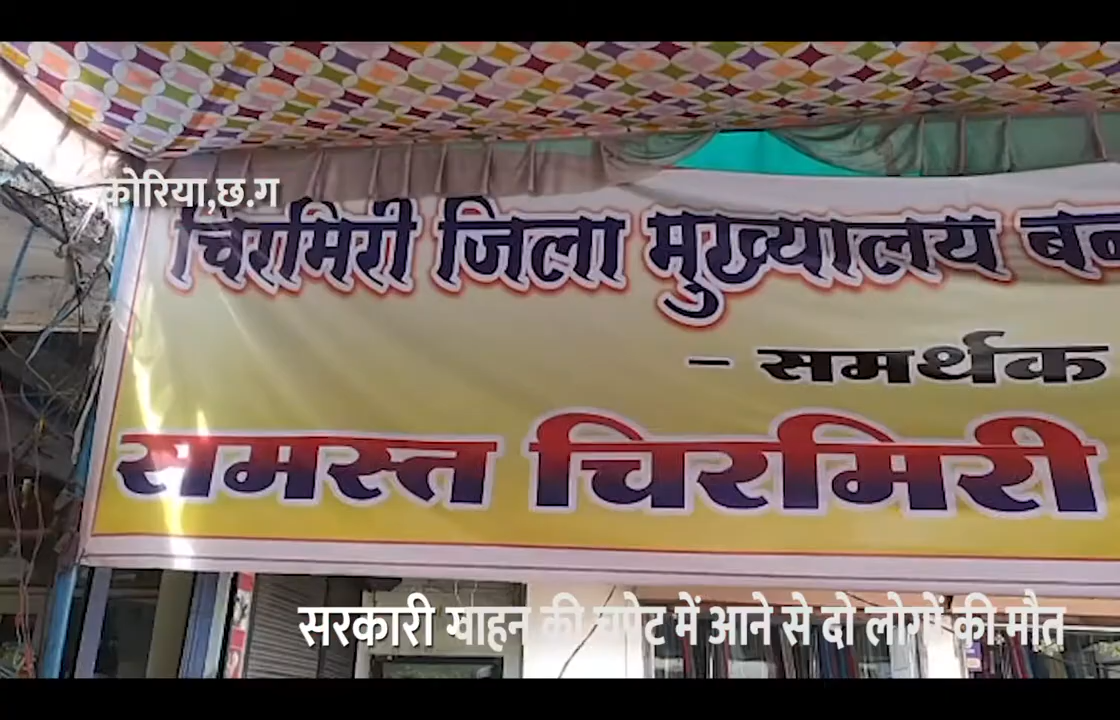 कोरिया,छ.ग
चिरमिरी जिला मुख्यालय
– समर्थक
समस्त चिरमिरी
सरकारी वाहन की चपेट में आने से दो लोगों की मौत